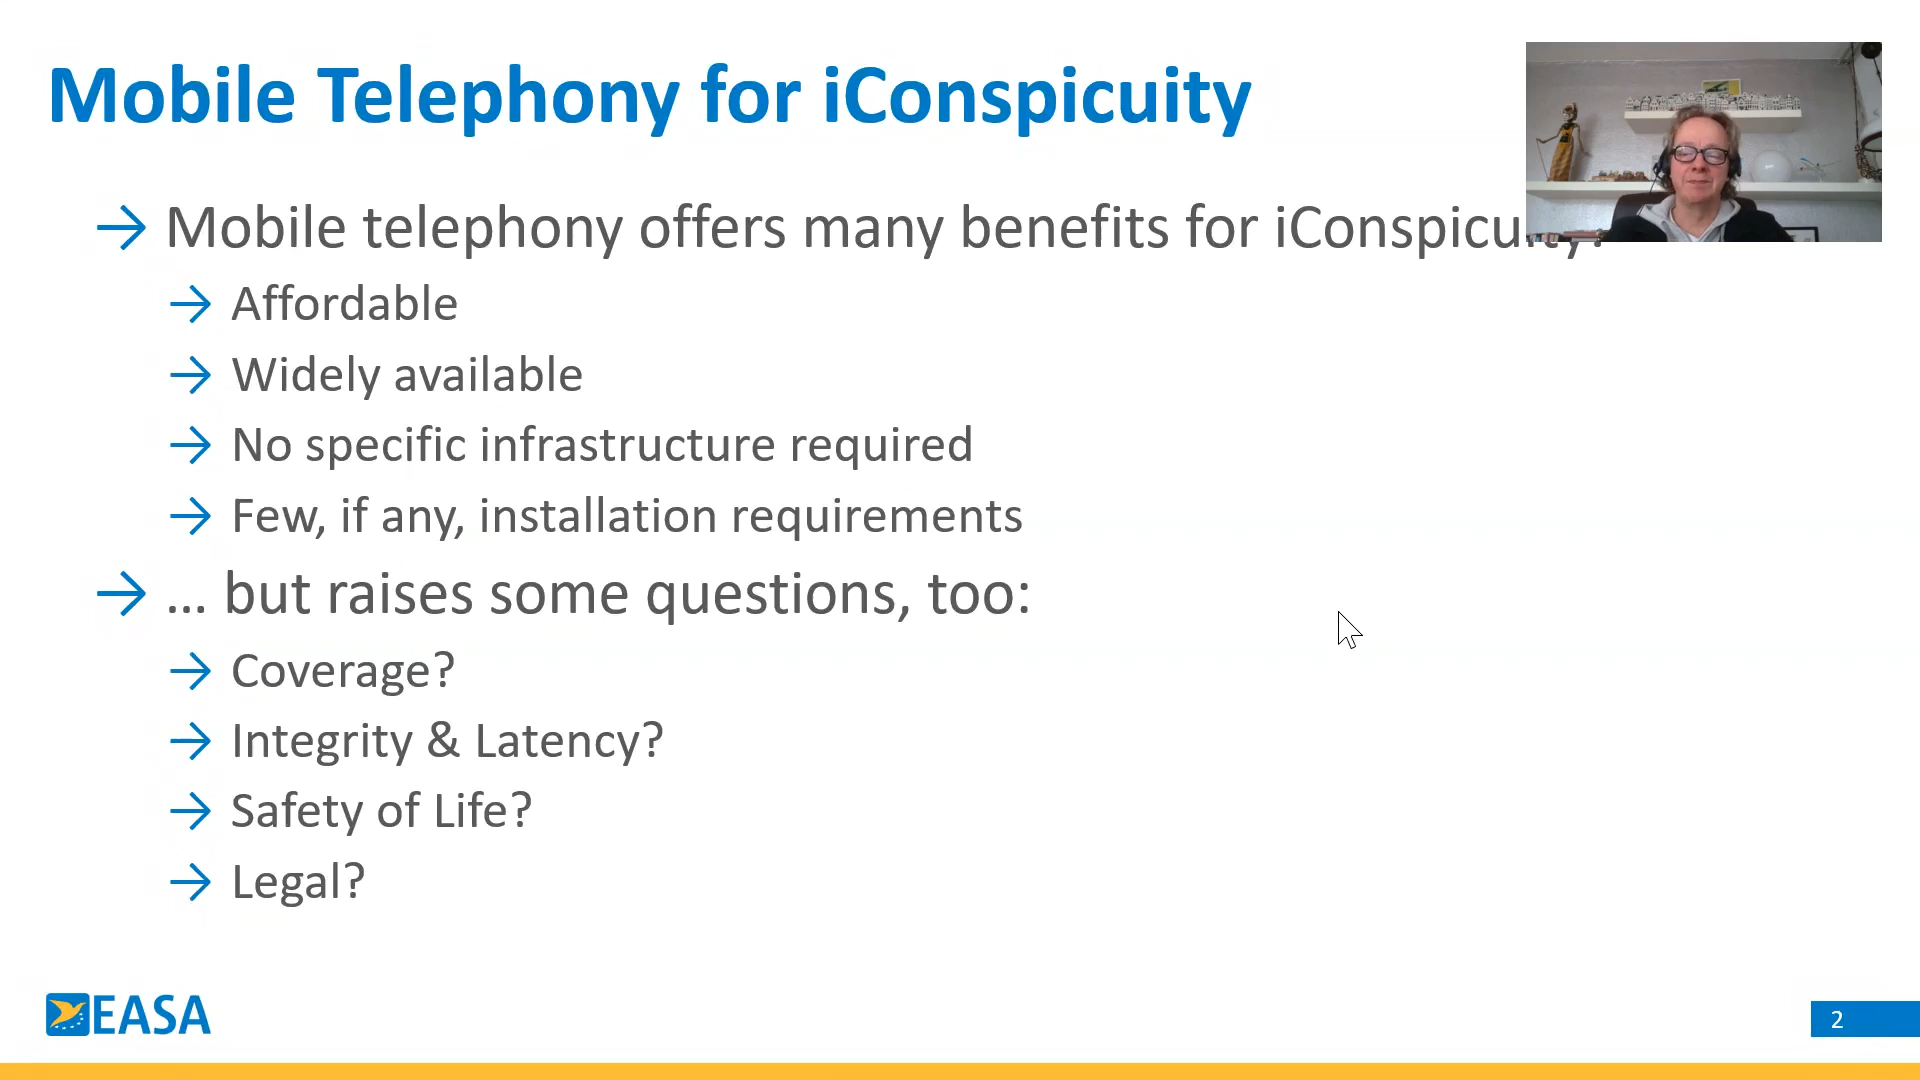 Mobile Telephony for iConspicuity
→ Mobile telephony offers many benefits for
→ Affordable
→ Widely available
→ No specific infrastructure required
→ Few, if any, installation requirements
→ ... but raises some questions, too:
→ Coverage?
→ Integrity & Latency?
→ Safety of Life?
→ Legal?
EASA
2